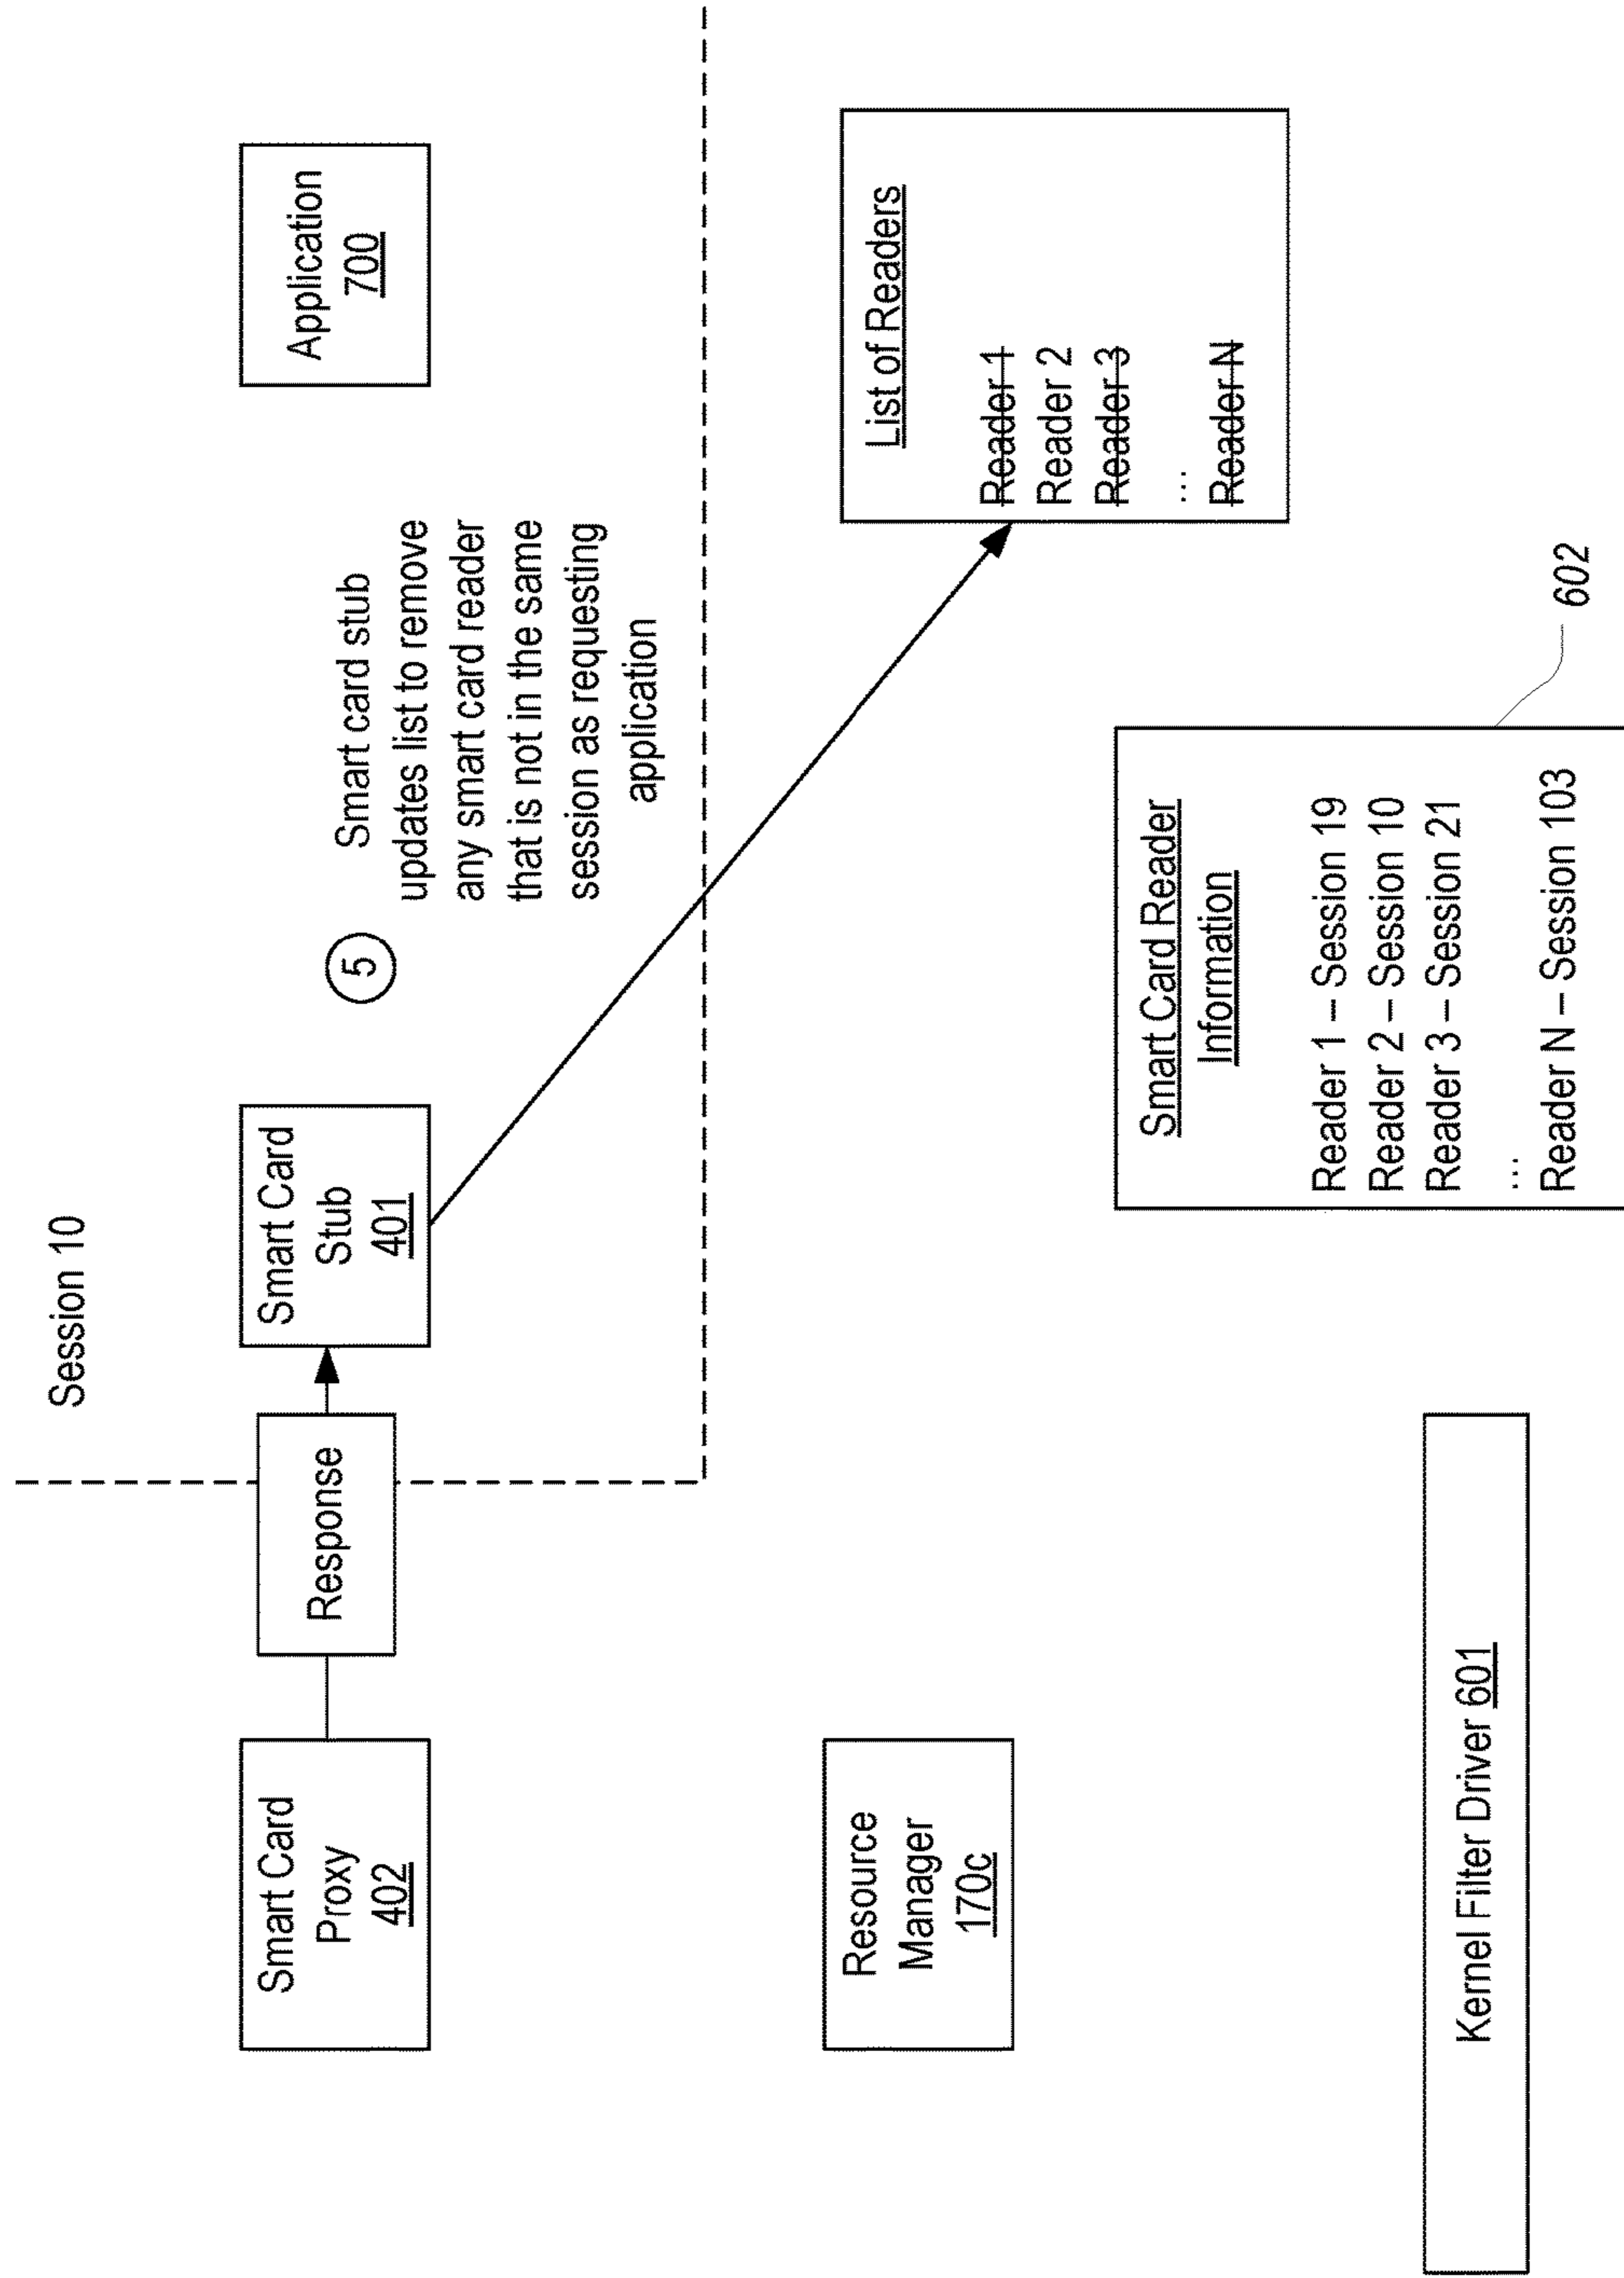 Session 10
Smart Card
Proxy
402
Response
Smart Card
Stub
401
5
Smart card stub
updates list to remove
any smart card reader
that is not in the same
session as requesting
application
Application
700
Resource
Manager
170c
List of Readers
Reader 1
Reader 2
Reader 3
...
Reader N
Kernel Filter Driver 601
Smart Card Reader
Information
Reader 1 – Session 19
Reader 2 – Session 10
Reader 3 – Session 21
...
Reader N – Session 103
602